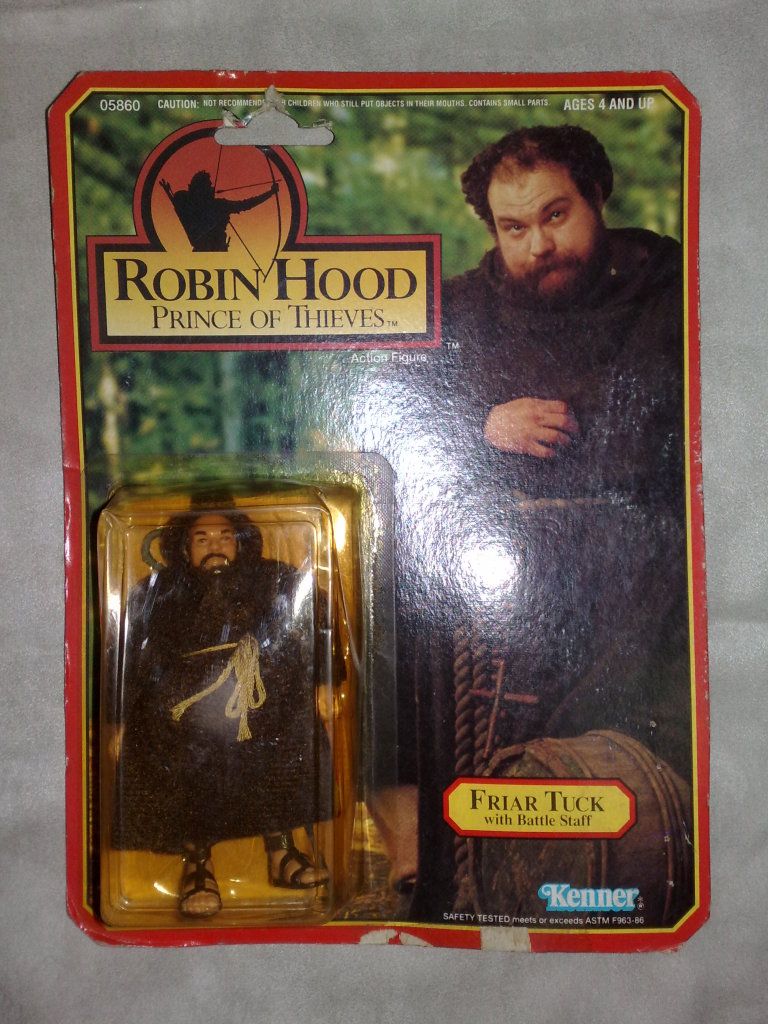 05860
CAUTION: NOT RECOMMENDED CHILDREN WHO STILL PUT OBJECTS IN THEIR MOUTHS. CONTAINS SMALL PARTS.
AGES 4 AND UP
ROBIN HOOD
PRINCE OF THIEVES™
™
Action Figure
FRIAR TUCK
with Battle Staff
Kenner®
SAFETY TESTED meets or exceeds ASTM F963-86